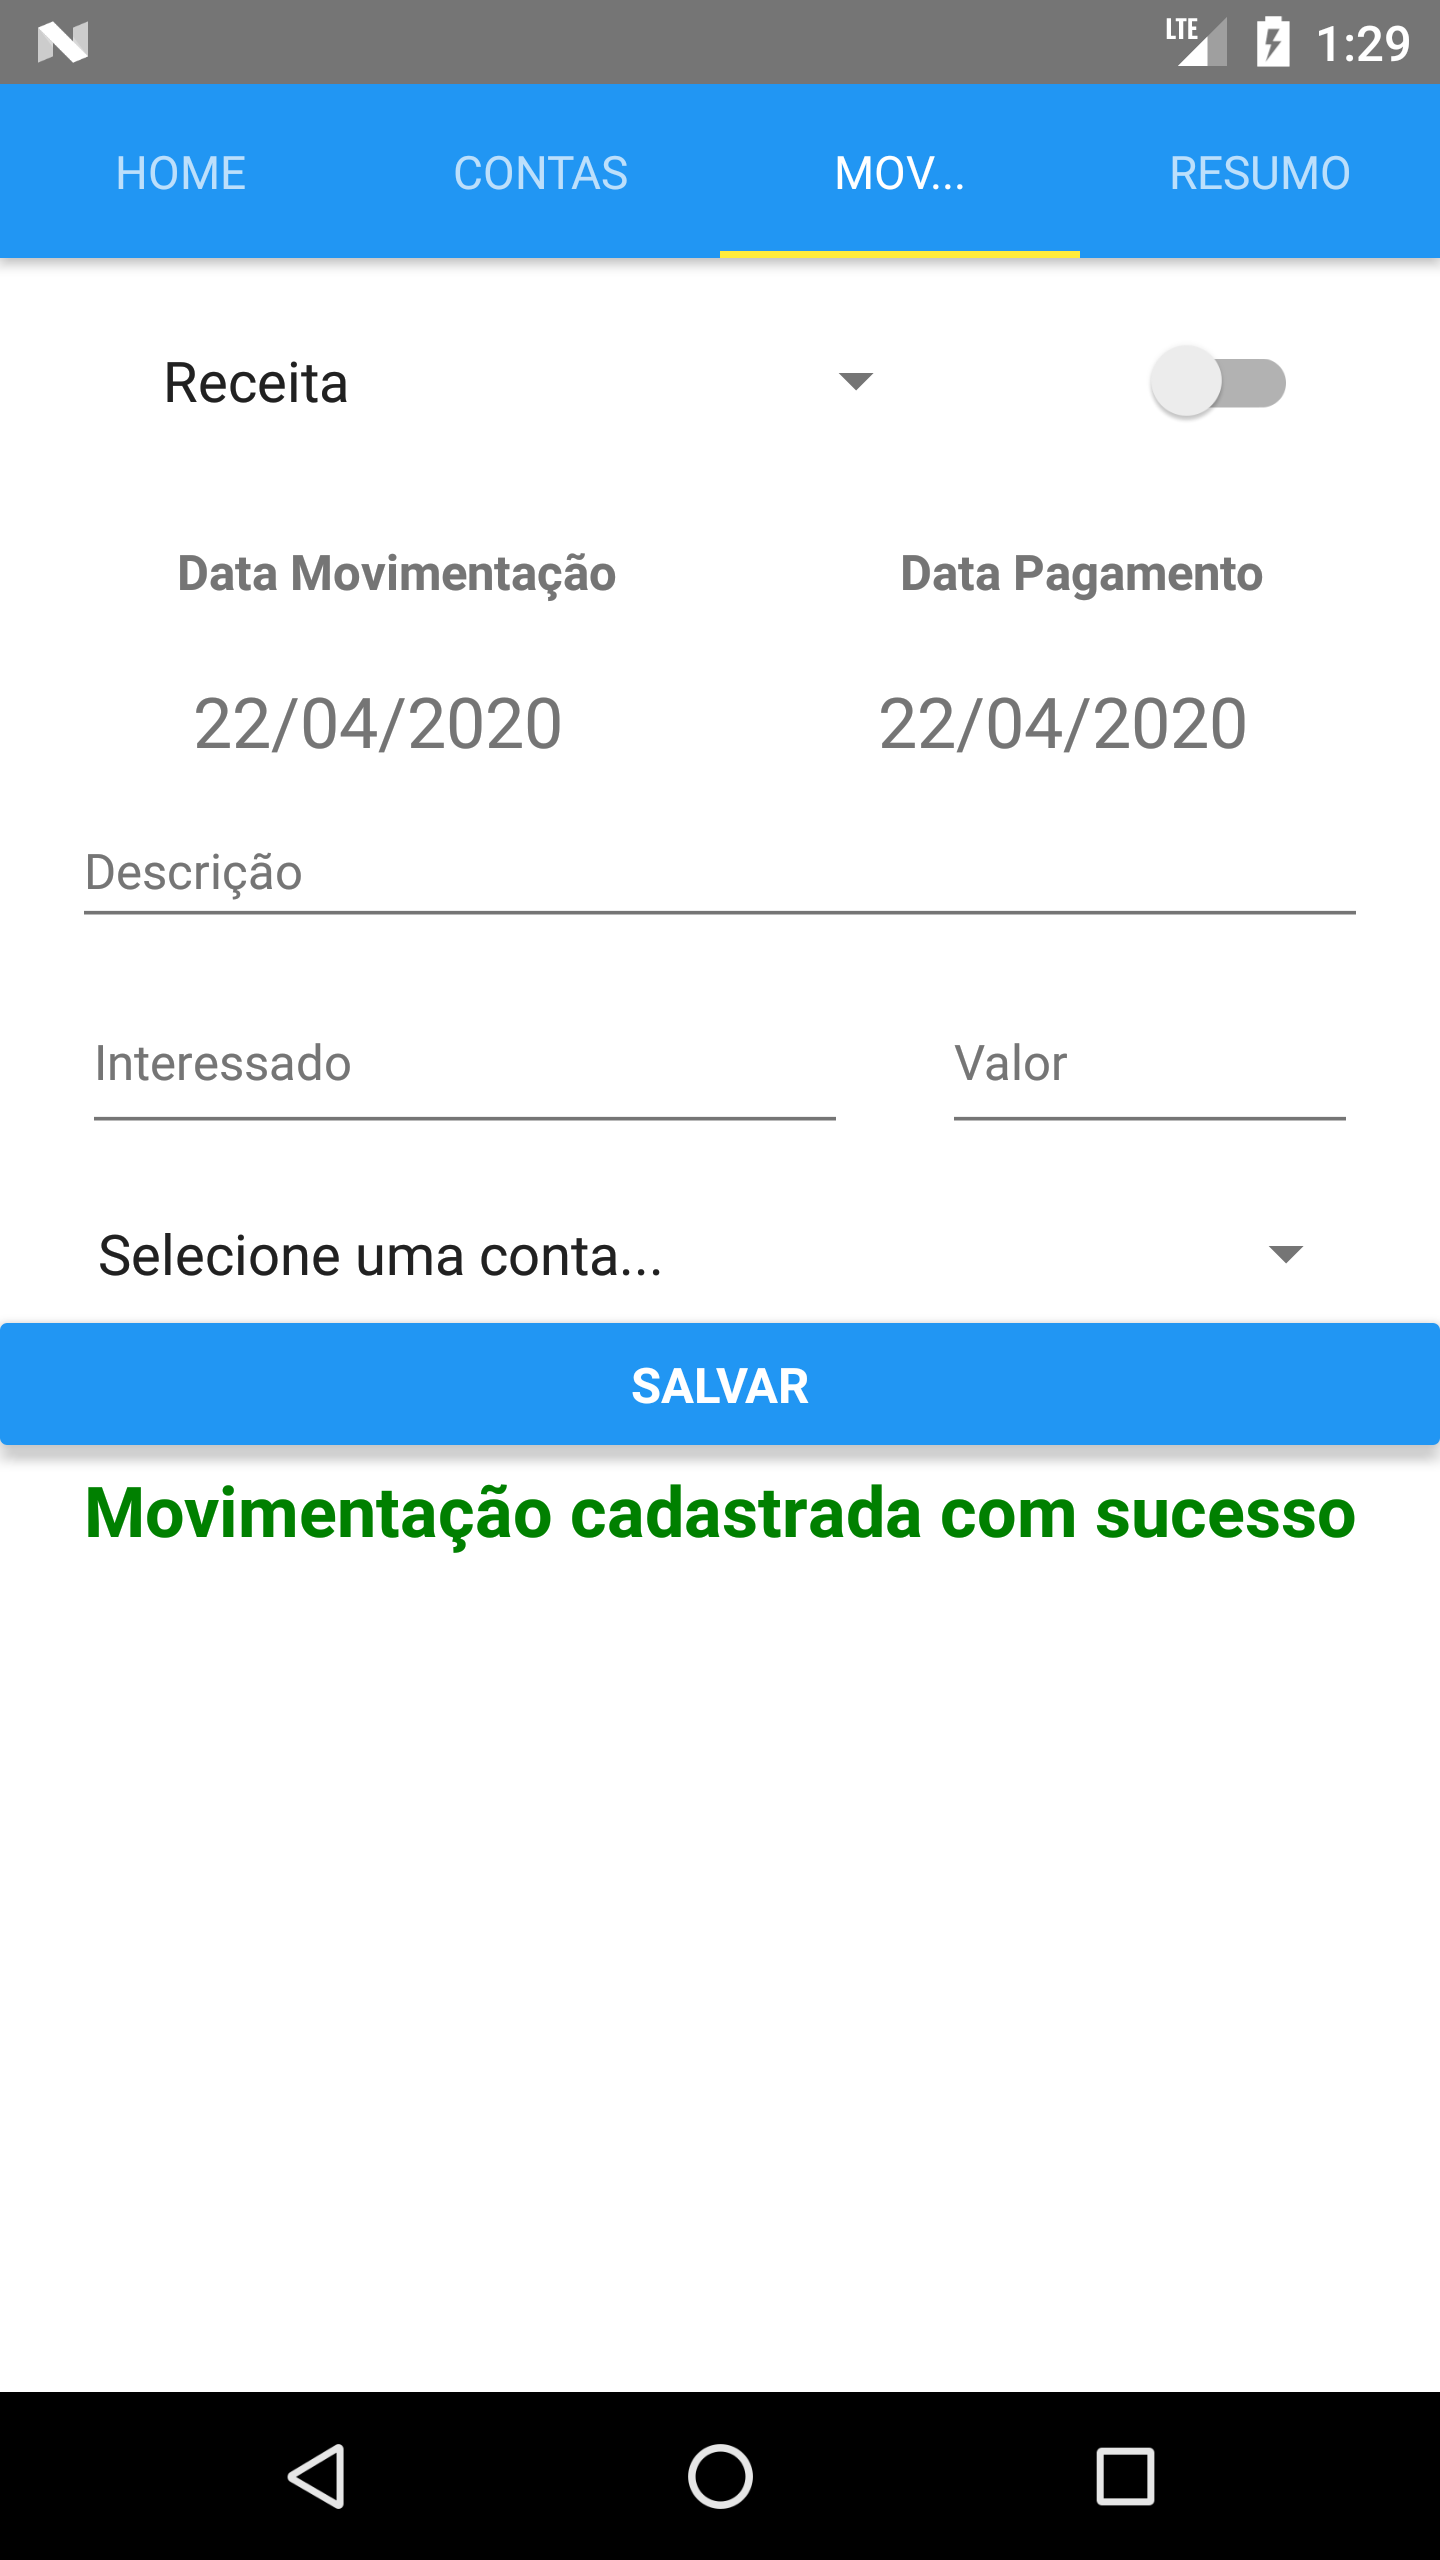 LTE 1:29
HOME CONTAS MOV... RESUMO
Receita
Data Movimentação Data Pagamento
22/04/2020 22/04/2020
Descrição
Interessado Valor
Selecione uma conta...
SALVAR
Movimentação cadastrada com sucesso